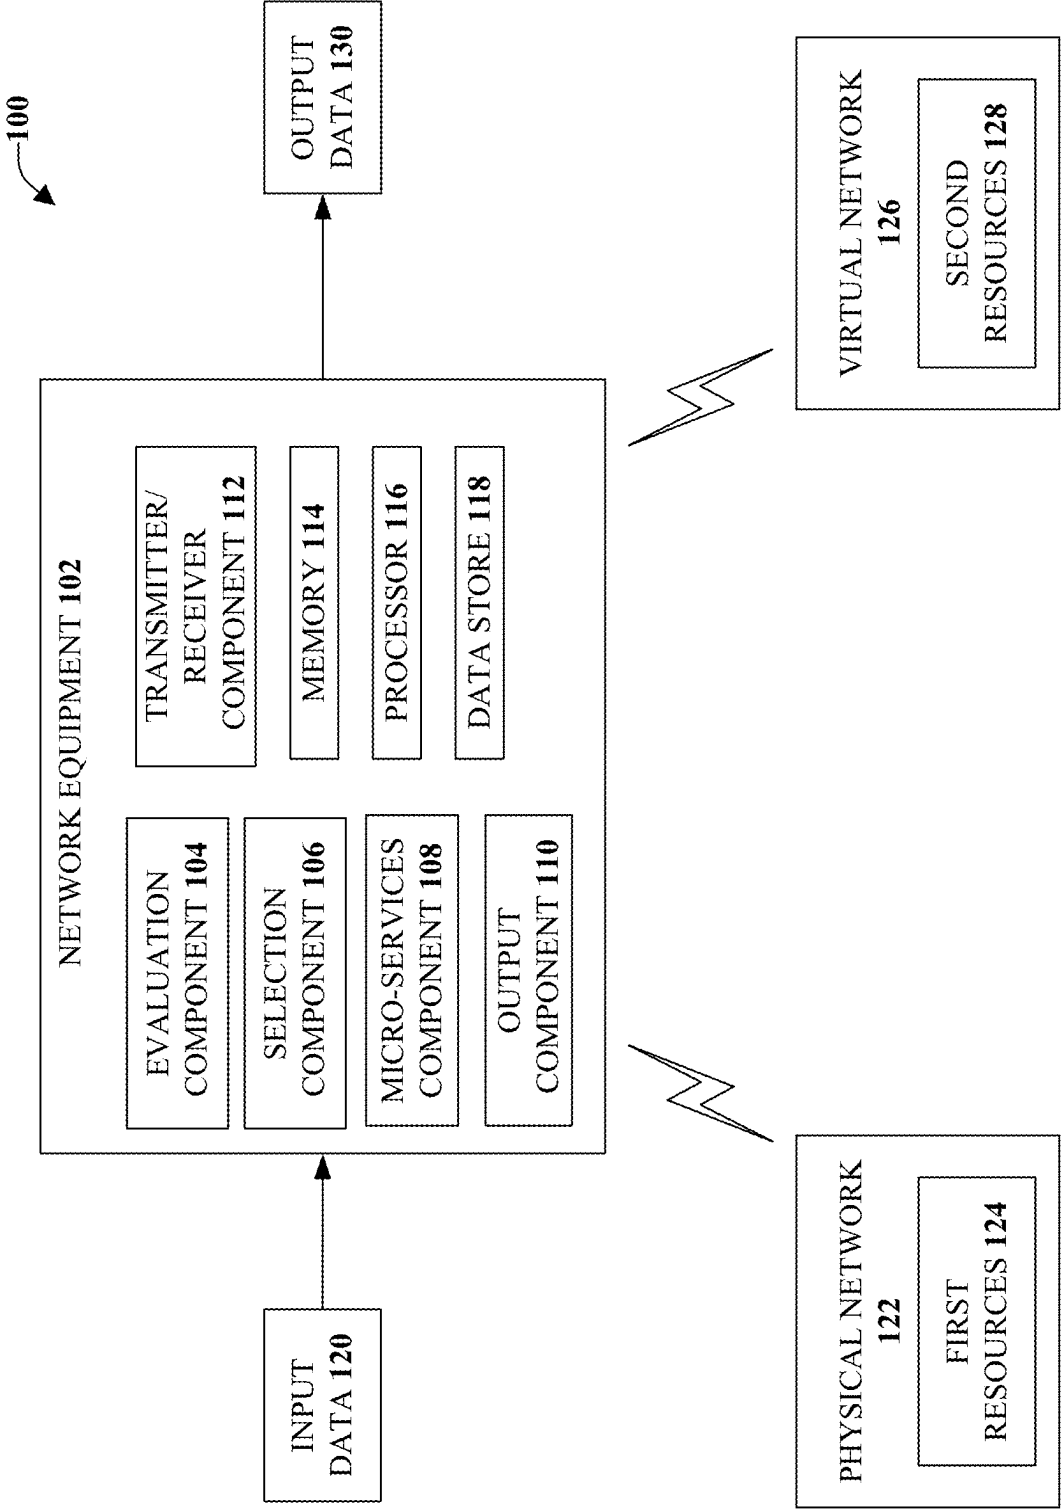 100
NETWORK EQUIPMENT 102
EVALUATION
COMPONENT 104
SELECTION
COMPONENT 106
MICRO-SERVICES
COMPONENT 108
OUTPUT
COMPONENT 110
TRANSMITTER/
RECEIVER
COMPONENT 112
MEMORY 114
PROCESSOR 116
DATA STORE 118
INPUT
DATA 120
OUTPUT
DATA 130
PHYSICAL NETWORK
122
FIRST
RESOURCES 124
VIRTUAL NETWORK
126
SECOND
RESOURCES 128